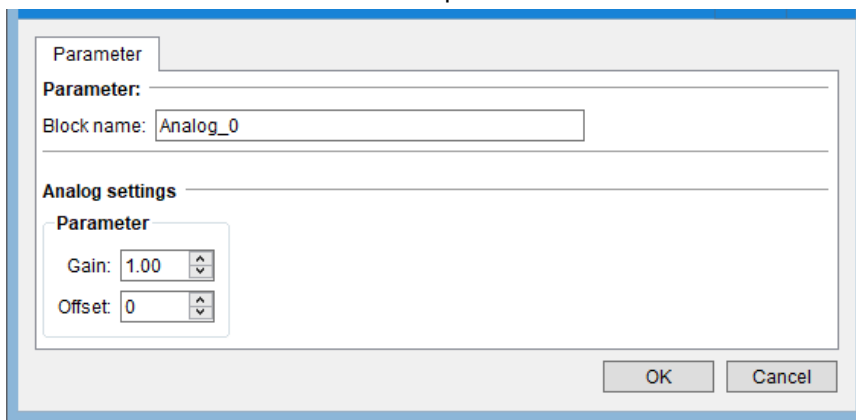 Parameter
Parameter:
Block name: Analog_0
Analog settings
Parameter
Gain: 1.00
Offset: 0
OK Cancel